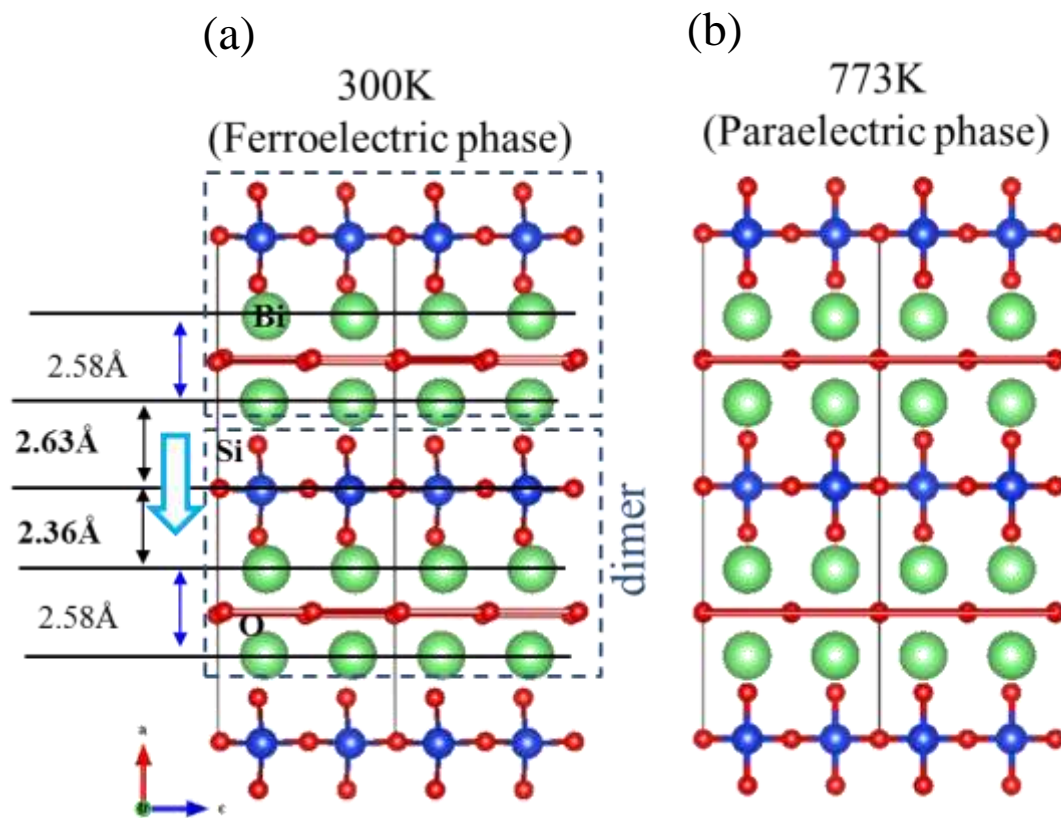 (a)
(b)
300K
(Ferroelectric phase)
773K
(Paraelectric phase)
Bi
2.58Å
2.63Å
Si
2.36Å
dimer
2.58Å
O
a
b
c